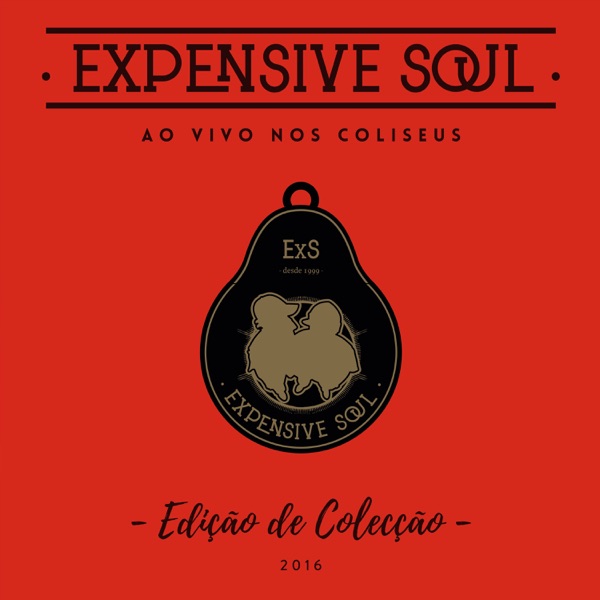 • EXPENSIVE SOUL •
AO VIVO NOS COLISEUS
ExS
· desde 1999 ·
· EXPENSIVE SOUL ·
- Edição de Colecção -
2016